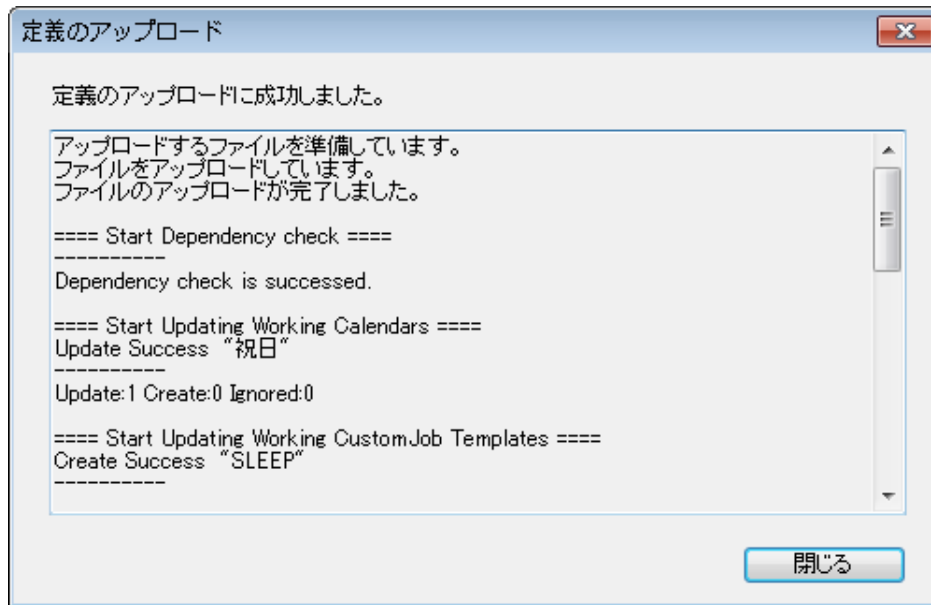 定義のアップロード
定義のアップロードに成功しました。
アップロードするファイルを準備しています。
ファイルをアップロードしています。
ファイルのアップロードが完了しました。
==== Start Dependency check ====
----------
Dependency check is successed.
==== Start Updating Working Calendars ====
Update Success "祝日"
----------
Update:1 Create:0 Ignored:0
==== Start Updating Working CustomJob Templates ====
Create Success "SLEEP"
----------
閉じる